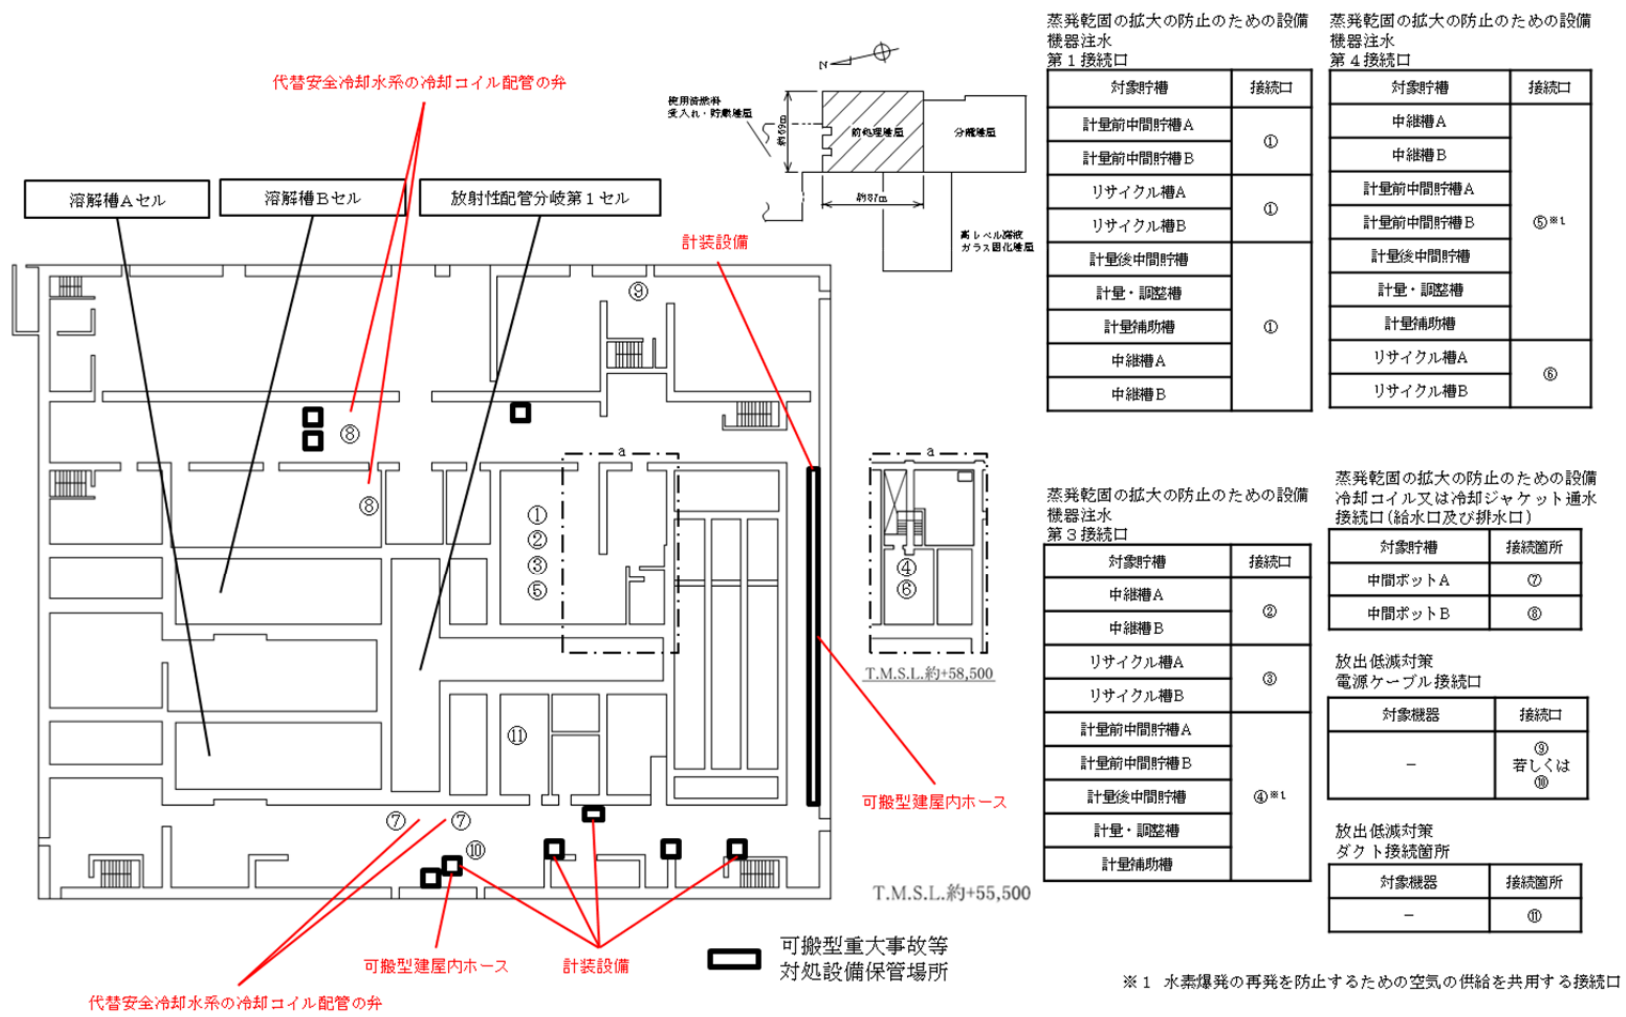 代替安全冷却水系の冷却コイル配管の弁
溶解槽Aセル
溶解槽Bセル
放射性配管分岐第1セル
計装設備
N
使用済燃料
受入れ・貯蔵建屋
約69m
前処理建屋
分離建屋
約87m
高レベル廃液
ガラス固化建屋
⑨
⑧
⑧
a
①
②
③
⑤
a
④
⑥
T.M.S.L.約+58,500
⑪
可搬型建屋内ホース
⑦
⑦
⑩
T.M.S.L.約+55,500
可搬型建屋内ホース
計装設備
代替安全冷却水系の冷却コイル配管の弁
可搬型重大事故等
対処設備保管場所
蒸発乾固の拡大の防止のための設備
機器注水
第1接続口
対象貯槽 接続口
計量前中間貯槽A ①
計量前中間貯槽B
リサイクル槽A ①
リサイクル槽B
計量後中間貯槽 ①
計量・調整槽
計量補助槽
中継槽A
中継槽B
蒸発乾固の拡大の防止のための設備
機器注水
第4接続口
対象貯槽 接続口
中継槽A ⑤※1
中継槽B
計量前中間貯槽A
計量前中間貯槽B
計量後中間貯槽
計量・調整槽
計量補助槽
リサイクル槽A ⑥
リサイクル槽B
蒸発乾固の拡大の防止のための設備
機器注水
第3接続口
対象貯槽 接続口
中継槽A ②
中継槽B
リサイクル槽A ③
リサイクル槽B
計量前中間貯槽A ④※1
計量前中間貯槽B
計量後中間貯槽
計量・調整槽
計量補助槽
蒸発乾固の拡大の防止のための設備
冷却コイル又は冷却ジャケット通水
接続口(給水口及び排水口)
対象貯槽 接続箇所
中間ポットA ⑦
中間ポットB ⑧
放出低減対策
電源ケーブル接続口
対象機器 接続口
－ ⑨
若しくは
⑩
放出低減対策
ダクト接続箇所
対象機器 接続箇所
－ ⑪
※1 水素爆発の再発を防止するための空気の供給を共用する接続口